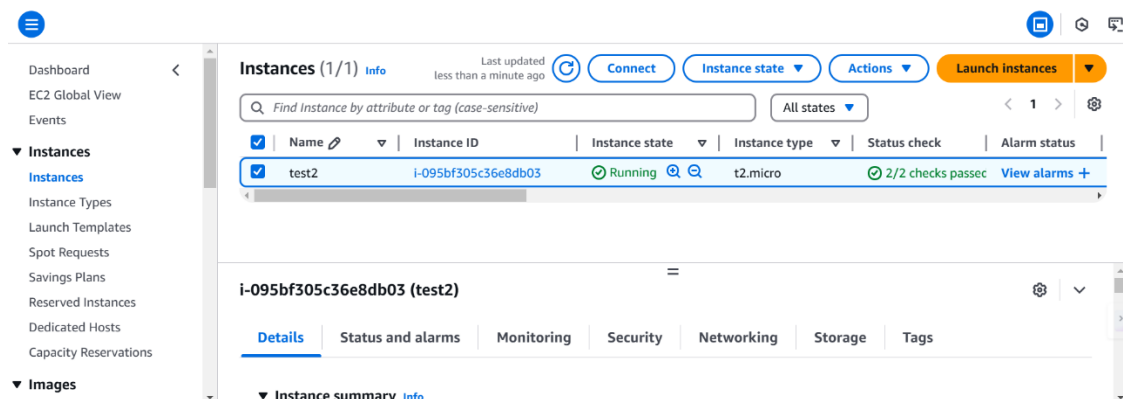 Dashboard
EC2 Global View
Events
Instances
Instances
Instance Types
Launch Templates
Spot Requests
Savings Plans
Reserved Instances
Dedicated Hosts
Capacity Reservations
Images
Instances (1/1) Info
Last updated
less than a minute ago
Connect
Instance state
Actions
Launch instances
Find Instance by attribute or tag (case-sensitive)
All states
1
Name Instance ID Instance state Instance type Status check Alarm status
test2 i-095bf305c36e8db03 Running t2.micro 2/2 checks passec View alarms +
i-095bf305c36e8db03 (test2)
Details Status and alarms Monitoring Security Networking Storage Tags
Instance summary Info